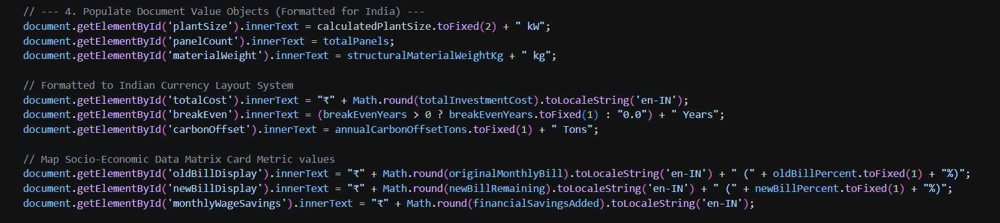 // --- 4. Populate Document Value Objects (Formatted for India) ---
document.getElementById('plantSize').innerText = calculatedPlantSize.toFixed(2) + " kW";
document.getElementById('panelCount').innerText = totalPanels;
document.getElementById('materialWeight').innerText = structuralMaterialWeightKg + " kg";
// Formatted to Indian Currency Layout System
document.getElementById('totalCost').innerText = "₹" + Math.round(totalInvestmentCost).toLocaleString('en-IN');
document.getElementById('breakEven').innerText = (breakEvenYears > 0 ? breakEvenYears.toFixed(1) : "0.0") + " Years";
document.getElementById('carbonOffset').innerText = annualCarbonOffsetTons.toFixed(1) + " Tons";
// Map Socio-Economic Data Matrix Card Metric values
document.getElementById('oldBillDisplay').innerText = "₹" + Math.round(originalMonthlyBill).toLocaleString('en-IN') + " (" + oldBillPercent.toFixed(1) + "%)";
document.getElementById('newBillDisplay').innerText = "₹" + Math.round(newBillRemaining).toLocaleString('en-IN') + " (" + newBillPercent.toFixed(1) + "%)";
document.getElementById('monthlyWageSavings').innerText = "₹" + Math.round(financialSavingsAdded).toLocaleString('en-IN');